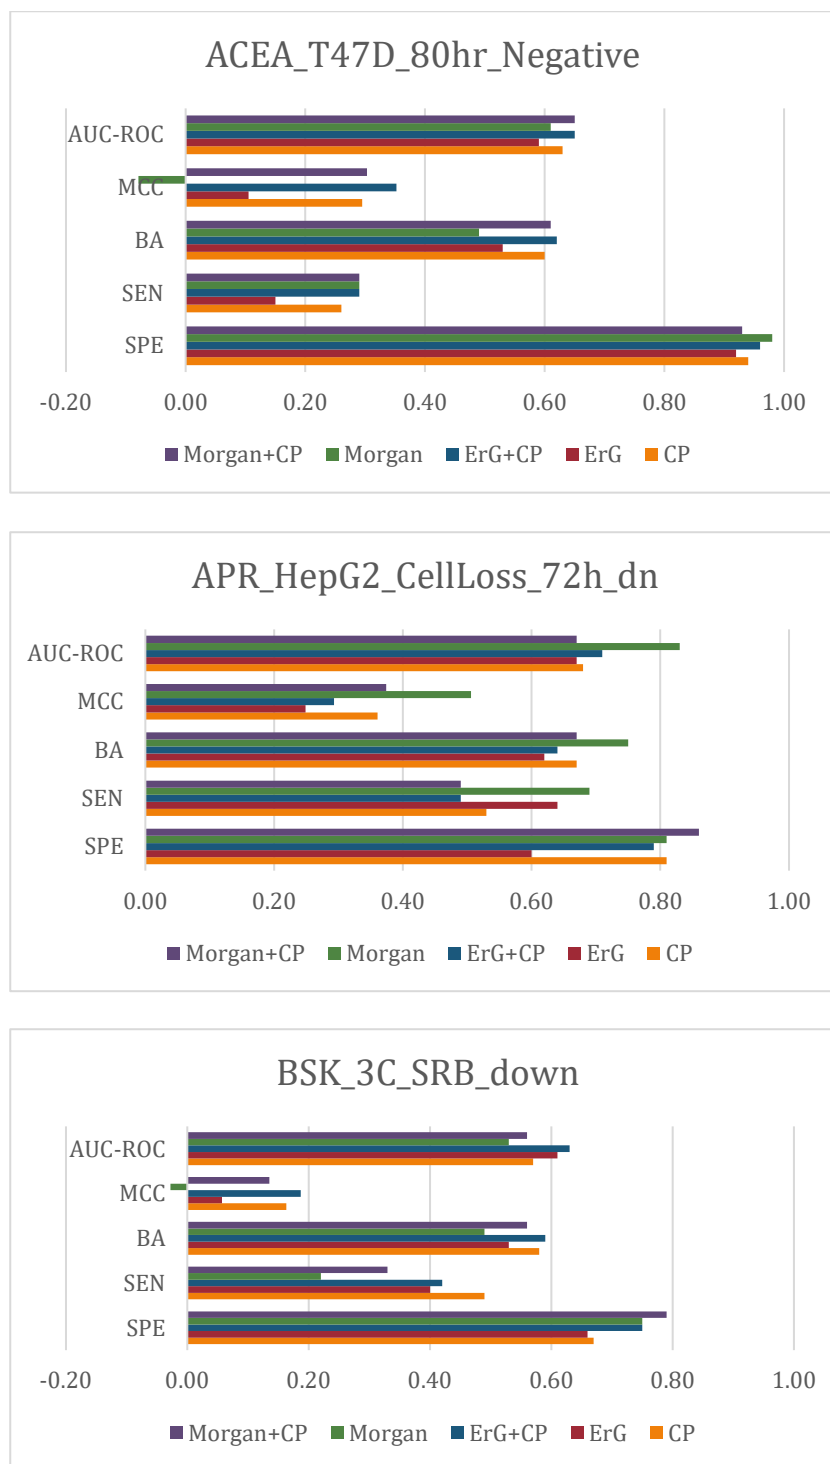 ACEA_T47D_80hr_Negative
AUC-ROC
MCC
BA
SEN
SPE
-0.20 0.00 0.20 0.40 0.60 0.80 1.00
Morgan+CP Morgan ErG+CP ErG CP
APR_HepG2_CellLoss_72h_dn
AUC-ROC
MCC
BA
SEN
SPE
0.00 0.20 0.40 0.60 0.80 1.00
Morgan+CP Morgan ErG+CP ErG CP
BSK_3C_SRB_down
AUC-ROC
MCC
BA
SEN
SPE
-0.20 0.00 0.20 0.40 0.60 0.80 1.00
Morgan+CP Morgan ErG+CP ErG CP